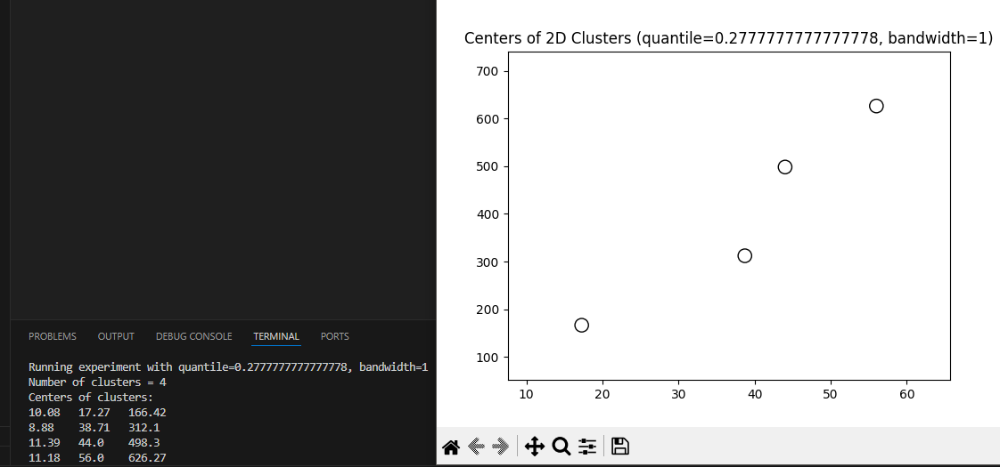 Centers of 2D Clusters (quantile=0.2777777777777778, bandwidth=1)
700
600
500
400
300
200
100
10 20 30 40 50 60
PROBLEMS OUTPUT DEBUG CONSOLE TERMINAL PORTS
Running experiment with quantile=0.2777777777777778, bandwidth=1
Number of clusters = 4
Centers of clusters:
10.08 17.27 166.42
8.88 38.71 312.1
11.39 44.0 498.3
11.18 56.0 626.27